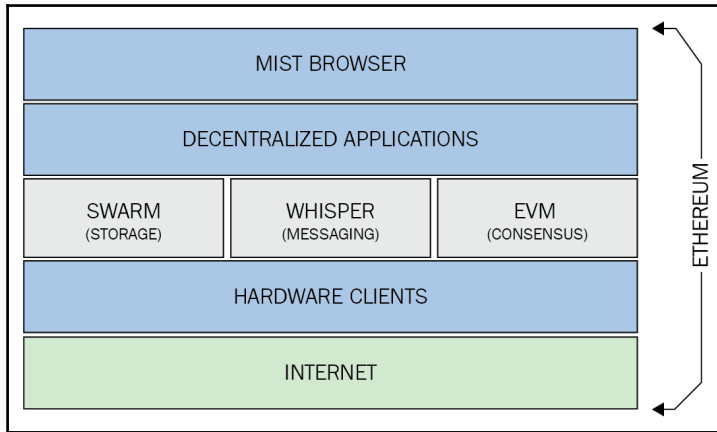 MIST BROWSER
DECENTRALIZED APPLICATIONS
SWARM
(STORAGE)
WHISPER
(MESSAGING)
EVM
(CONSENSUS)
HARDWARE CLIENTS
INTERNET
ETHEREUM